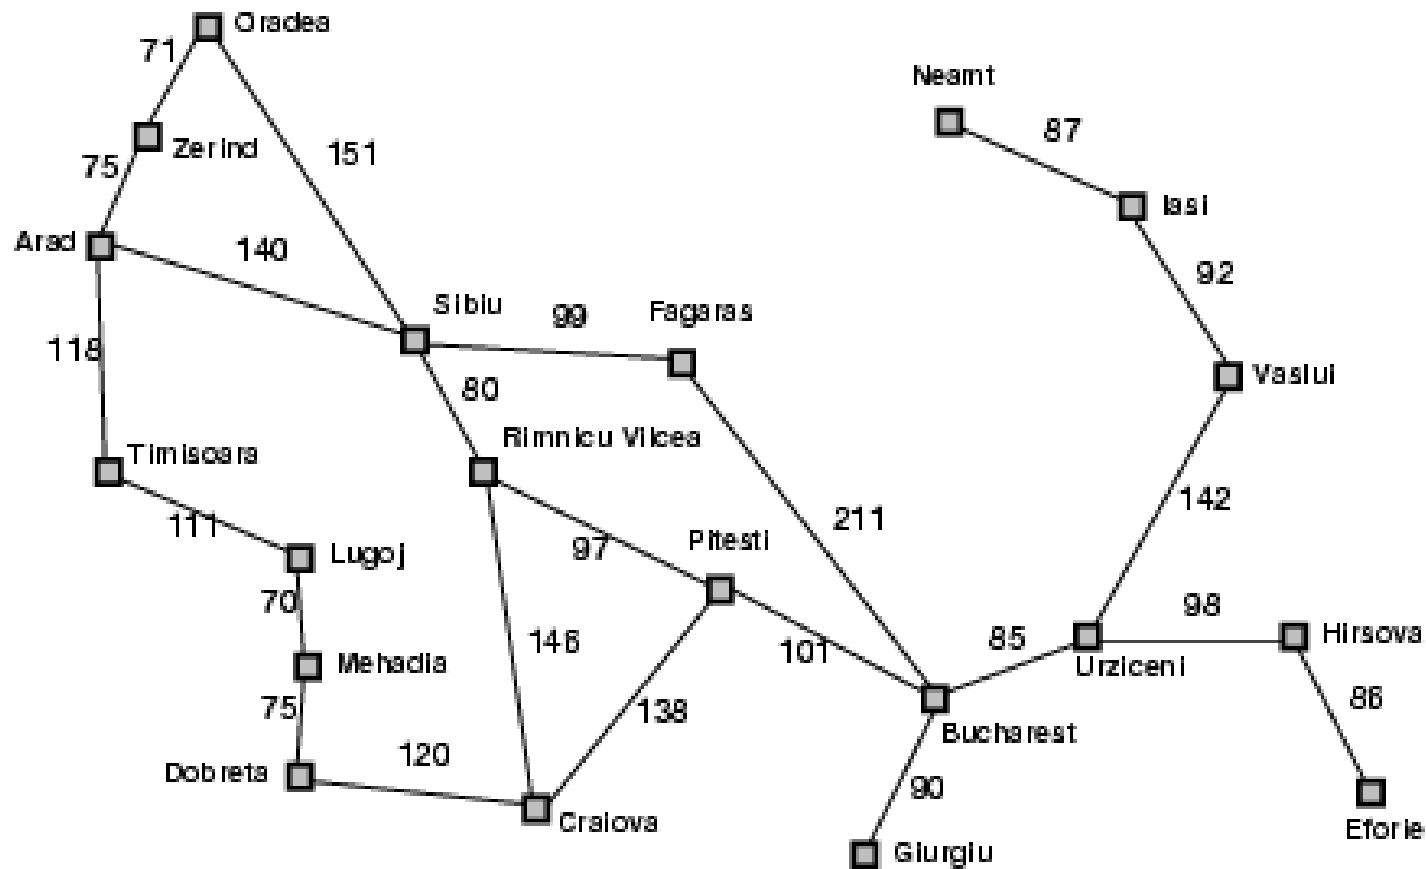 Oradea
71
Neamt
87
Zerind
151
75
Iasi
Arad
140
92
Sibiu
99
Fagaras
118
80
Vaslui
Timisoara
Rimnicu Vilcea
142
111
211
Lugoj
97
Pitesti
70
98
146
101
85
Hirsova
Mehadia
Urziceni
75
138
86
Bucharest
Dobreta
120
90
Craiova
Eforie
Giurgiu